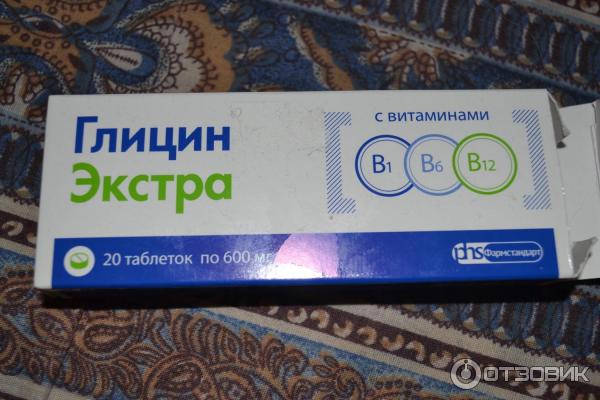 Глицин
Экстра
с витаминами
B1 B6 B12
20 таблеток по 600 мг
phs Фармстандарт
ОТЗОВИК